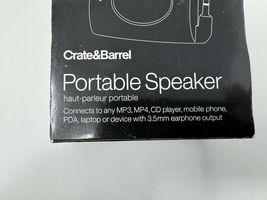 Crate&Barrel
Portable Speaker
haut-parleur portable
Connects to any MP3, MP4, CD player, mobile phone,
PDA, laptop or device with 3.5mm earphone output